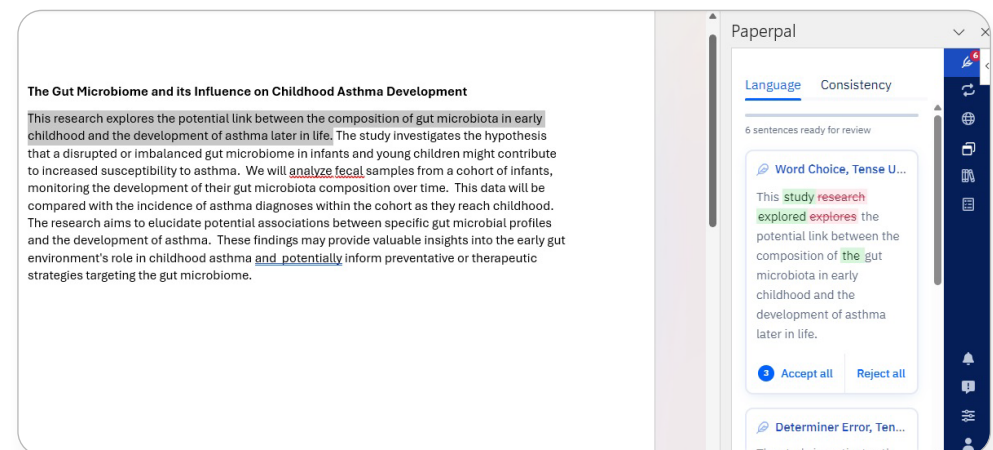 Paperpal
The Gut Microbiome and its Influence on Childhood Asthma Development
This research explores the potential link between the composition of gut microbiota in early
childhood and the development of asthma later in life. The study investigates the hypothesis
that a disrupted or imbalanced gut microbiome in infants and young children might contribute
to increased susceptibility to asthma.  We will analyze fecal samples from a cohort of infants,
monitoring the development of their gut microbiota composition over time.  This data will be
compared with the incidence of asthma diagnoses within the cohort as they reach childhood.
The research aims to elucidate potential associations between specific gut microbial profiles
and the development of asthma.  These findings may provide valuable insights into the early gut
environment's role in childhood asthma and  potentially inform preventative or therapeutic
strategies targeting the gut microbiome.
6
Language Consistency
6 sentences ready for review
Word Choice, Tense U...
This study research
explored explores the
potential link between the
composition of the gut
microbiota in early
childhood and the
development of asthma
later in life.
3 Accept all Reject all
Determiner Error, Ten...